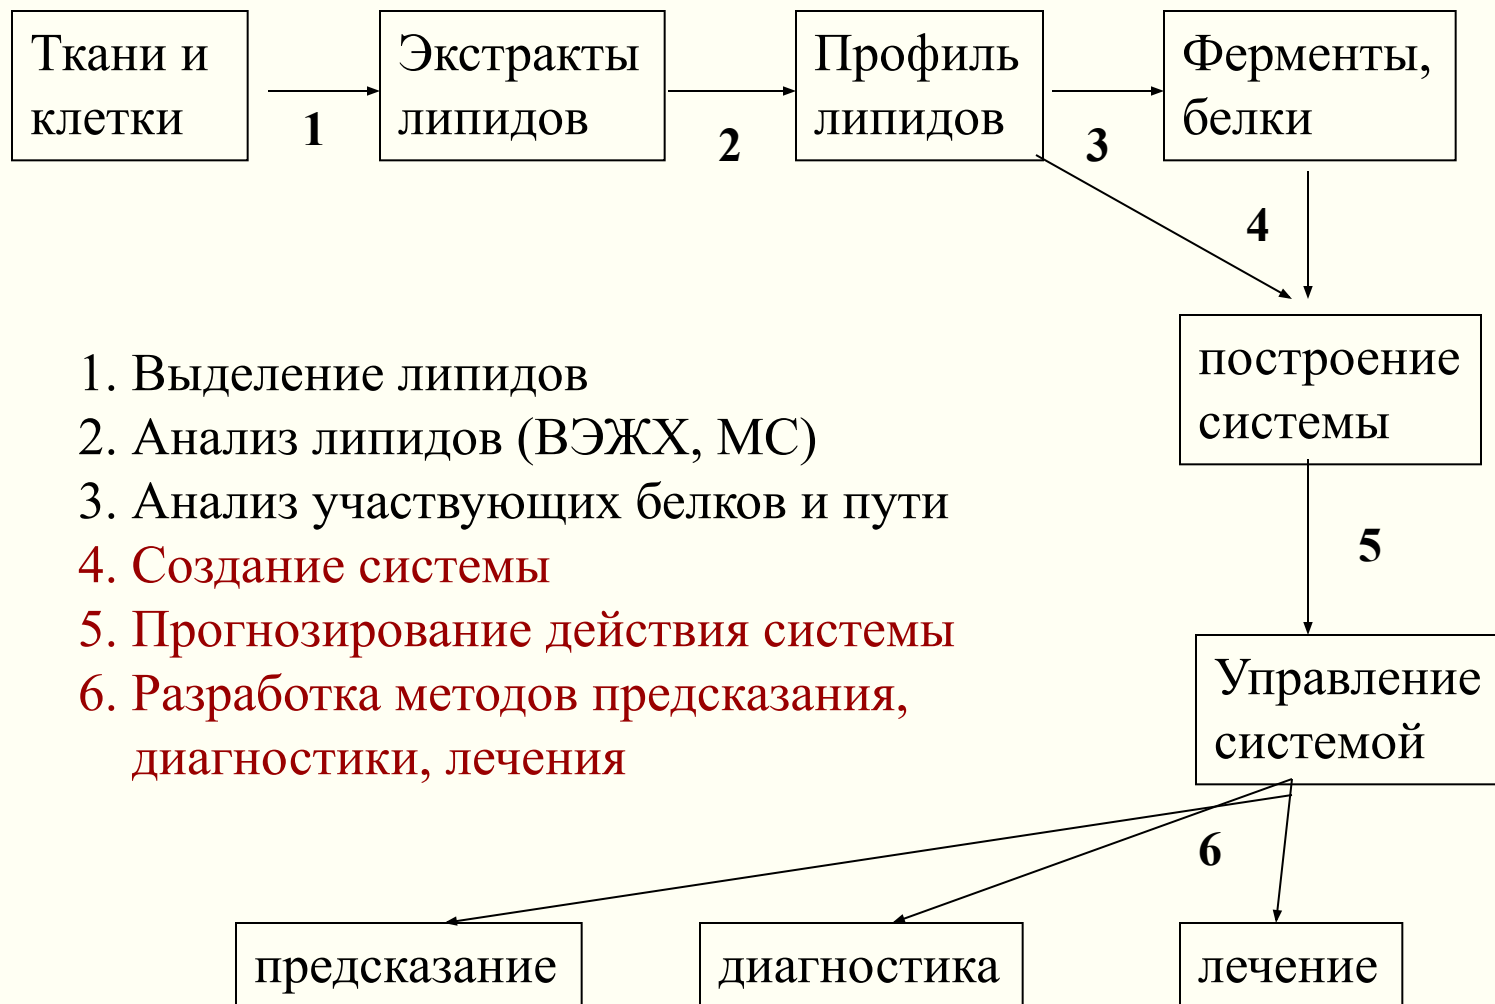 Ткани и
клетки
Экстракты
липидов
Профиль
липидов
Ферменты,
белки
1
2
3
4
построение
системы
1. Выделение липидов
2. Анализ липидов (ВЭЖХ, МС)
3. Анализ участвующих белков и пути
4. Создание системы
5. Прогнозирование действия системы
6. Разработка методов предсказания,
диагностики, лечения
5
Управление
системой
6
предсказание
диагностика
лечение